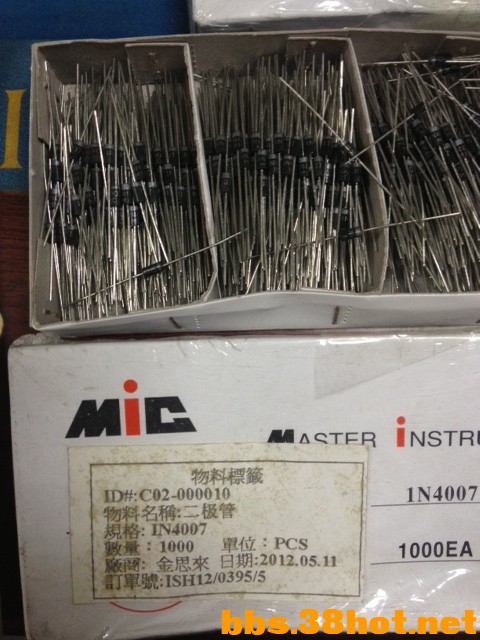 I
MiC
MASTER INSTRU
物料標籤
ID#:C02-000010
物料名稱:二极管
規格: IN4007
數量：1000 單位：PCS
廠商: 金思來 日期:2012.05.11
訂單號:ISH12/0395/5
1N4007
1000EA
bbs.38hot.net